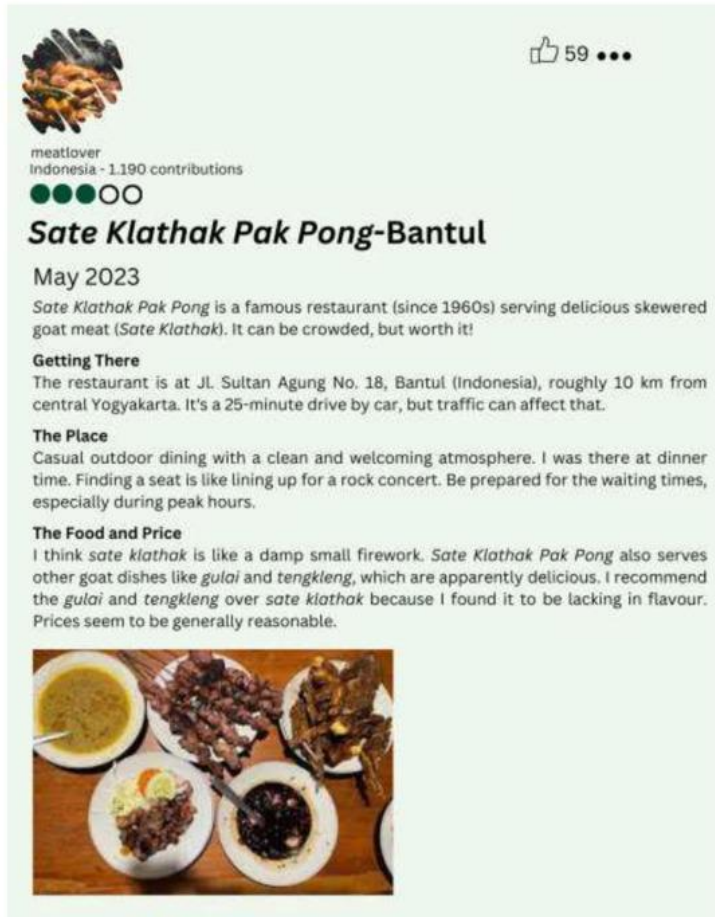 59 •••
meatlover
Indonesia - 1.190 contributions
Sate Klathak Pak Pong-Bantul
May 2023
Sate Klathak Pak Pong is a famous restaurant (since 1960s) serving delicious skewered
goat meat (Sate Klathak). It can be crowded, but worth it!
Getting There
The restaurant is at Jl. Sultan Agung No. 18, Bantul (Indonesia), roughly 10 km from
central Yogyakarta. It's a 25-minute drive by car, but traffic can affect that.
The Place
Casual outdoor dining with a clean and welcoming atmosphere. I was there at dinner
time. Finding a seat is like lining up for a rock concert. Be prepared for the waiting times,
especially during peak hours.
The Food and Price
I think sate klathak is like a damp small firework. Sate Klathak Pak Pong also serves
other goat dishes like gulai and tengkleng, which are apparently delicious. I recommend
the gulai and tengkleng over sate klathak because I found it to be lacking in flavour.
Prices seem to be generally reasonable.